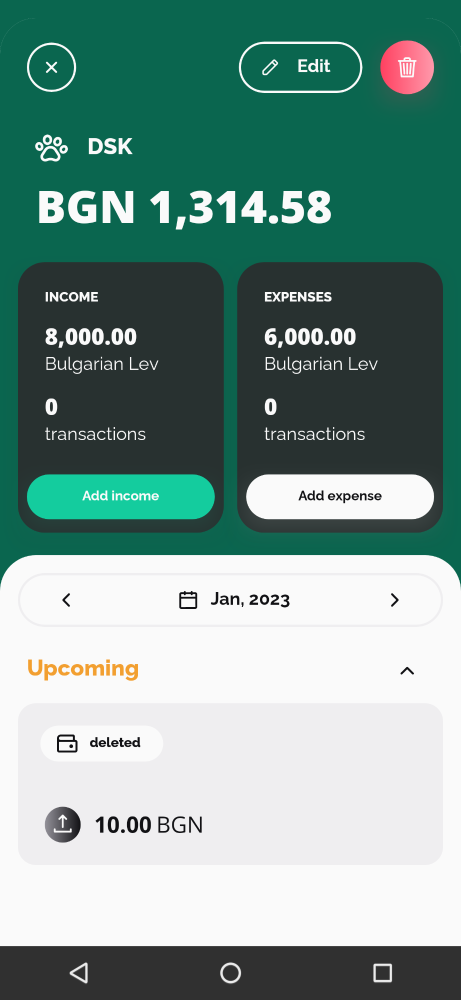 Edit
DSK
BGN 1,314.58
INCOME
8,000.00
Bulgarian Lev
0
transactions
Add income
EXPENSES
6,000.00
Bulgarian Lev
0
transactions
Add expense
Jan, 2023
Upcoming
deleted
10.00 BGN